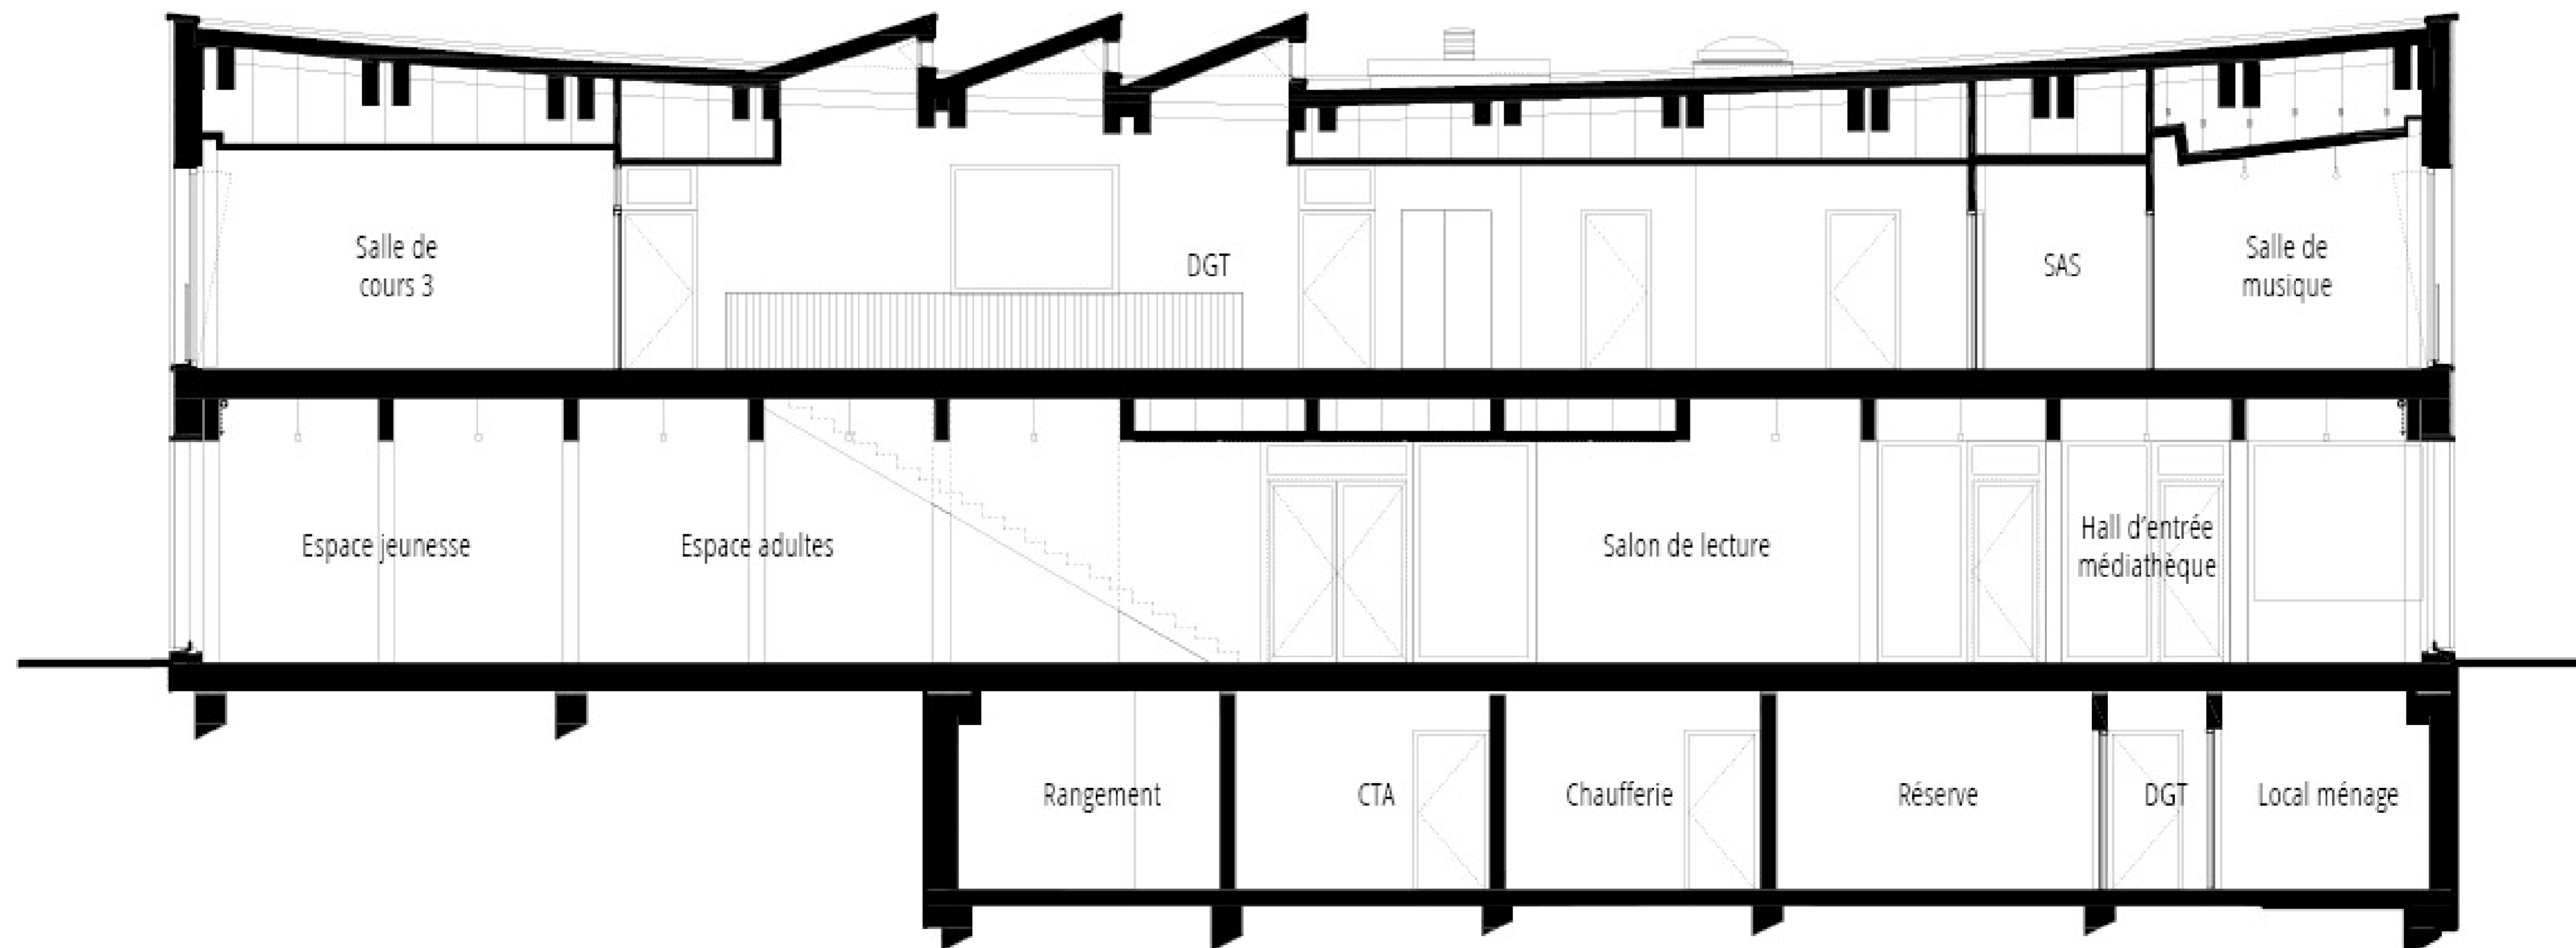 Salle de
cours 3
DGT
SAS
Salle de
musique
Espace jeunesse
Espace adultes
Salon de lecture
Hall d'entrée
médiathèque
Rangement
CTA
Chaufferie
Réserve
DGT
Local ménage